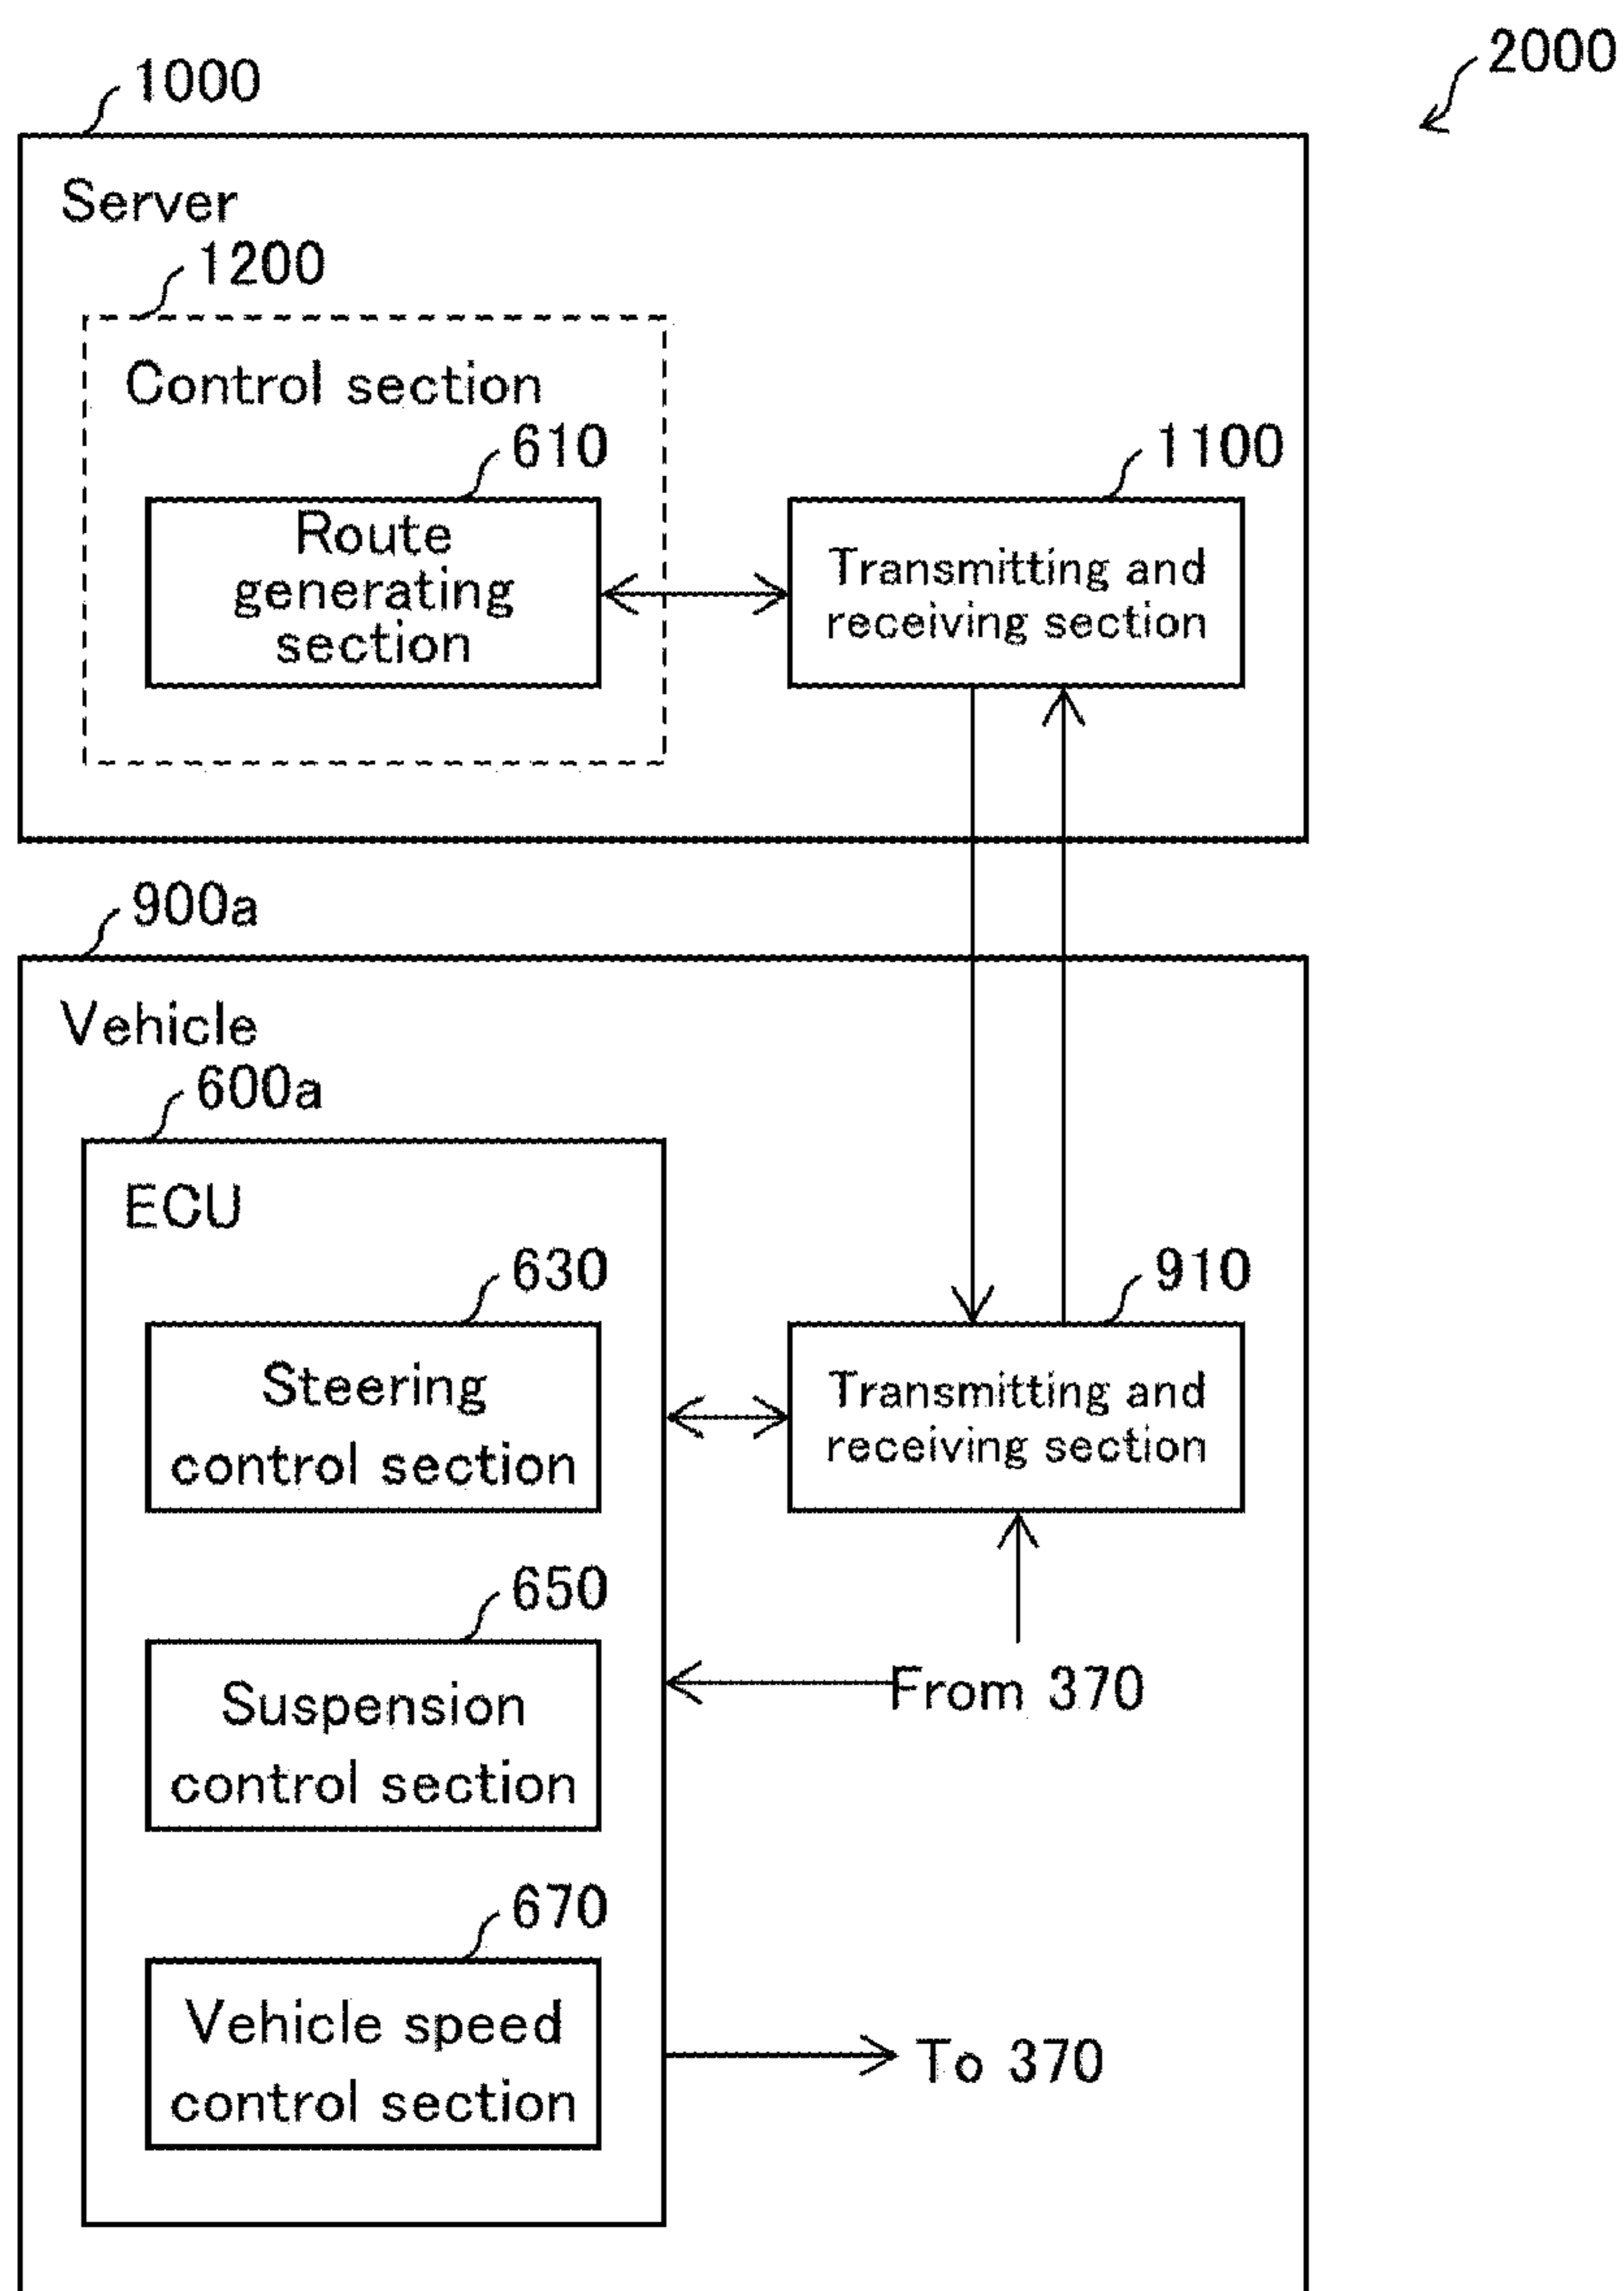 2000
1000
Server
1200
Control section
610
Route
generating
section
1100
Transmitting and
receiving section
900a
Vehicle
600a
ECU
630
Steering
control section
910
Transmitting and
receiving section
650
Suspension
control section
From 370
670
Vehicle speed
control section
To 370